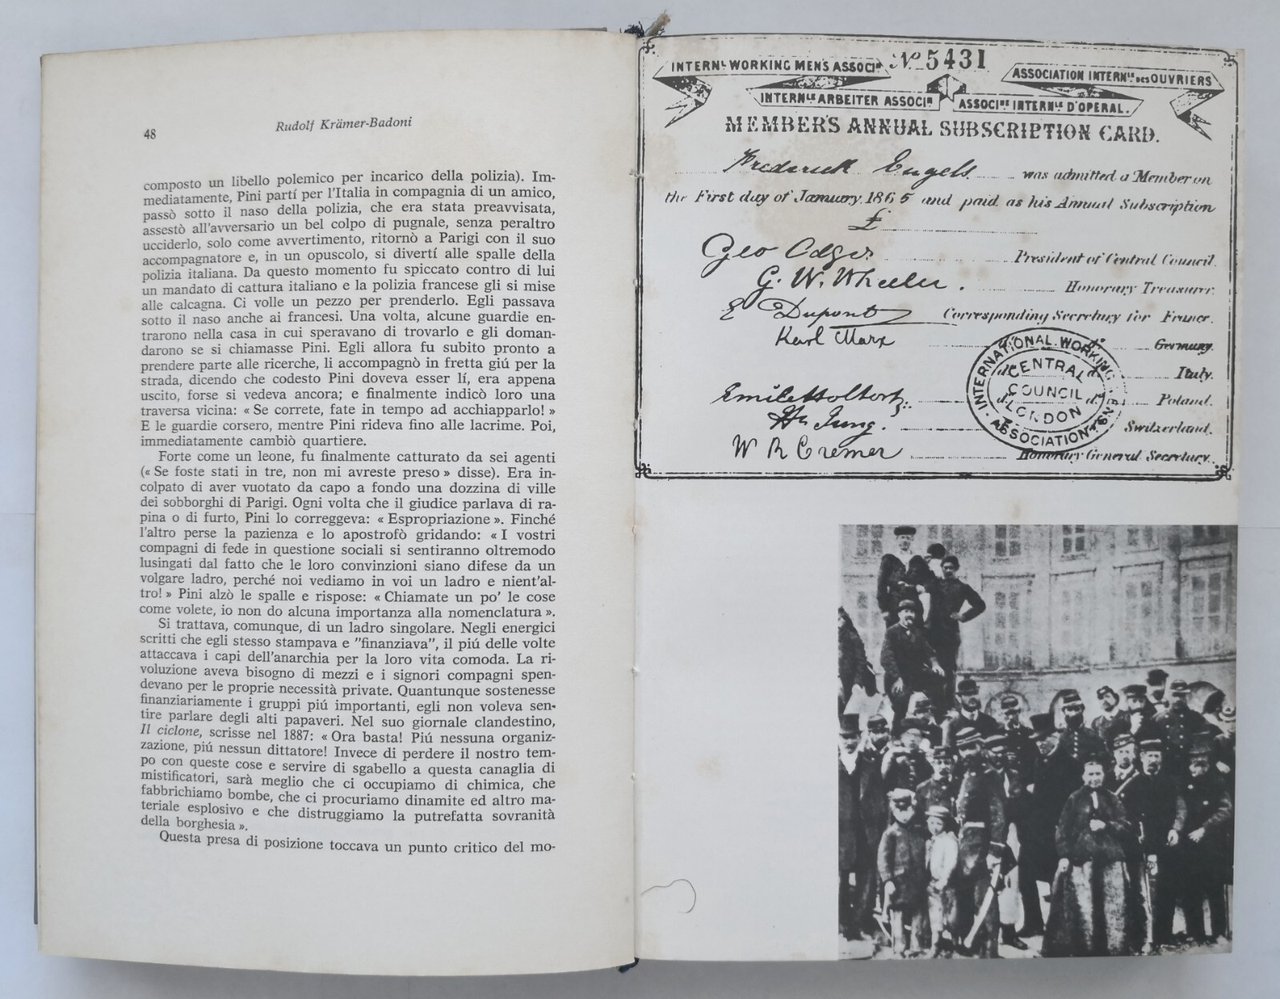 48
Rudolf Krämer-Badoni
composto un libello polemico per incarico della polizia). Im-
mediatamente, Pini partí per l'Italia in compagnia di un amico,
passò sotto il naso della polizia, che era stata preavvisata,
assestò all'avversario un bel colpo di pugnale, senza peraltro
ucciderlo, solo come avvertimento, ritornò a Parigi con il suo
accompagnatore e, in un opuscolo, si divertí alle spalle della
polizia italiana. Da questo momento fu spiccato contro di lui
un mandato di cattura italiano e la polizia francese gli si mise
alle calcagna. Ci volle un pezzo per prenderlo. Egli passava
sotto il naso anche ai francesi. Una volta, alcune guardie en-
trarono nella casa in cui speravano di trovarlo e gli doman-
darono se si chiamasse Pini. Egli allora fu subito pronto a
prendere parte alle ricerche, li accompagnò in fretta giú per la
strada, dicendo che codesto Pini doveva esser lí, era appena
uscito, forse si vedeva ancora; e finalmente indicò loro una
traversa vicina: « Se correte, fate in tempo ad acchiapparlo! »
E le guardie corsero, mentre Pini rideva fino alle lacrime. Poi,
immediatamente cambiò quartiere.
Forte come un leone, fu finalmente catturato da sei agenti
(« Se foste stati in tre, non mi avreste preso » disse). Era in-
colpato di aver vuotato da capo a fondo una dozzina di ville
dei sobborghi di Parigi. Ogni volta che il giudice parlava di ra-
pina o di furto, Pini lo correggeva: « Espropriazione ». Finché
l'altro perse la pazienza e lo apostrofò gridando: « I vostri
compagni di fede in questione sociali si sentiranno oltremodo
lusingati dal fatto che le loro convinzioni siano difese da un
volgare ladro, perché noi vediamo in voi un ladro e nient'al-
tro! » Pini alzò le spalle e rispose: « Chiamate un po' le cose
come volete, io non do alcuna importanza alla nomenclatura ».
Si trattava, comunque, di un ladro singolare. Negli energici
scritti che egli stesso stampava e "finanziava", il piú delle volte
attaccava i capi dell'anarchia per la loro vita comoda. La ri-
voluzione aveva bisogno di mezzi e i signori compagni spen-
devano per le proprie necessità private. Quantunque sostenesse
finanziariamente i gruppi piú importanti, egli non voleva sen-
tire parlare degli alti papaveri. Nel suo giornale clandestino,
Il ciclone, scrisse nel 1887: « Ora basta! Piú nessuna organiz-
zazione, piú nessun dittatore! Invece di perdere il nostro tem-
po con queste cose e servire di sgabello a questa canaglia di
mistificatori, sarà meglio che ci occupiamo di chimica, che
fabbrichiamo bombe, che ci procuriamo dinamite ed altro ma-
teriale esplosivo e che distruggiamo la putrefatta sovranità
della borghesia ».
Questa presa di posizione toccava un punto critico del mo-
INTERNL WORKING MEN'S ASSOCIN
No 5431
ASSOCIATION INTERNLE DES OUVRIERS
INTERNLE ARBEITER ASSOCIN
ASSOCINE INTERNLE D'OPERAL.
MEMBERS ANNUAL SUBSCRIPTION CARD.
Frederick Engels was admitted a Member on
the First day of January 1865 and paid as his Annual Subscription
£
Geo Odger President of Central Council.
G. W. Wheeler. Honorary Treasurer.
E Dupont Corresponding Secretary for France.
Karl Marx Germany
Italy.
Emile Holtorp Poland.
H. Jung. Switzerland.
W R Cremer Honorary General Secretary.
INTERNATIONAL WORKING MENS ASSOCIATION
CENTRAL
COUNCIL
LONDON